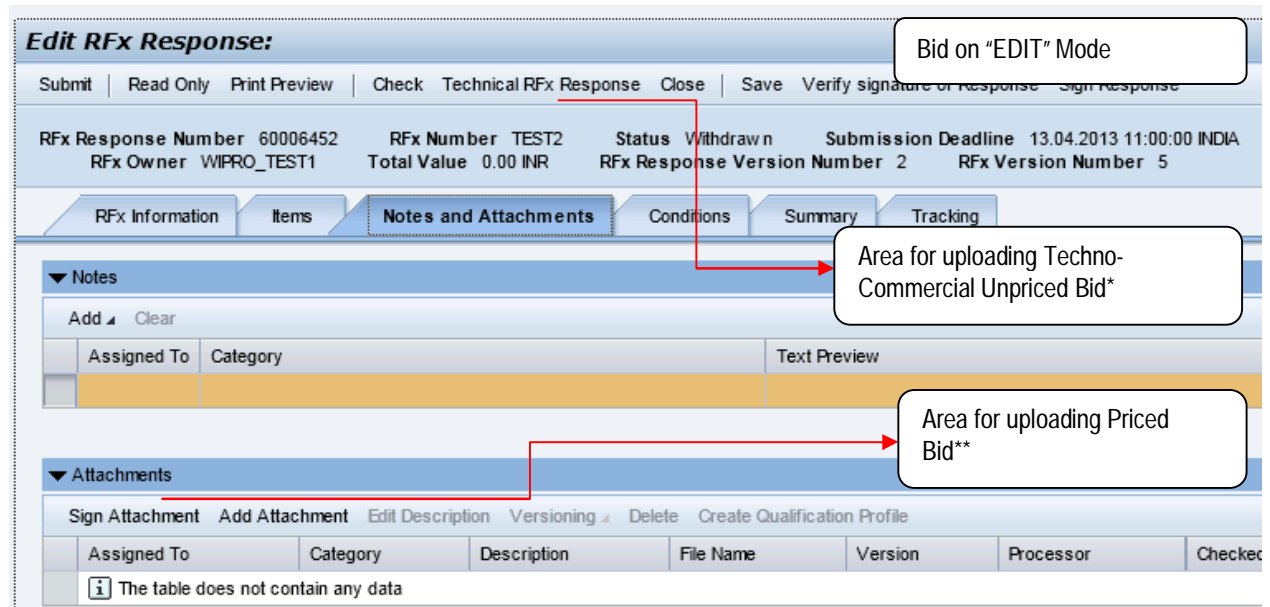 Edit RFx Response:
Bid on “EDIT” Mode
Submit | Read Only Print Preview | Check Technical RFx Response Close | Save Verify signature of Response Sign Response
RFx Response Number 60006452 RFx Number TEST2 Status Withdrawn Submission Deadline 13.04.2013 11:00:00 INDIA
RFx Owner WIPRO_TEST1 Total Value 0.00 INR RFx Response Version Number 2 RFx Version Number 5
RFx Information Items Notes and Attachments Conditions Summary Tracking
Area for uploading Techno-
Commercial Unpriced Bid*
Notes
Add Clear
Assigned To Category Text Preview
Area for uploading Priced
Bid**
Attachments
Sign Attachment Add Attachment Edit Description Versioning Delete Create Qualification Profile
Assigned To Category Description File Name Version Processor Checked
i The table does not contain any data